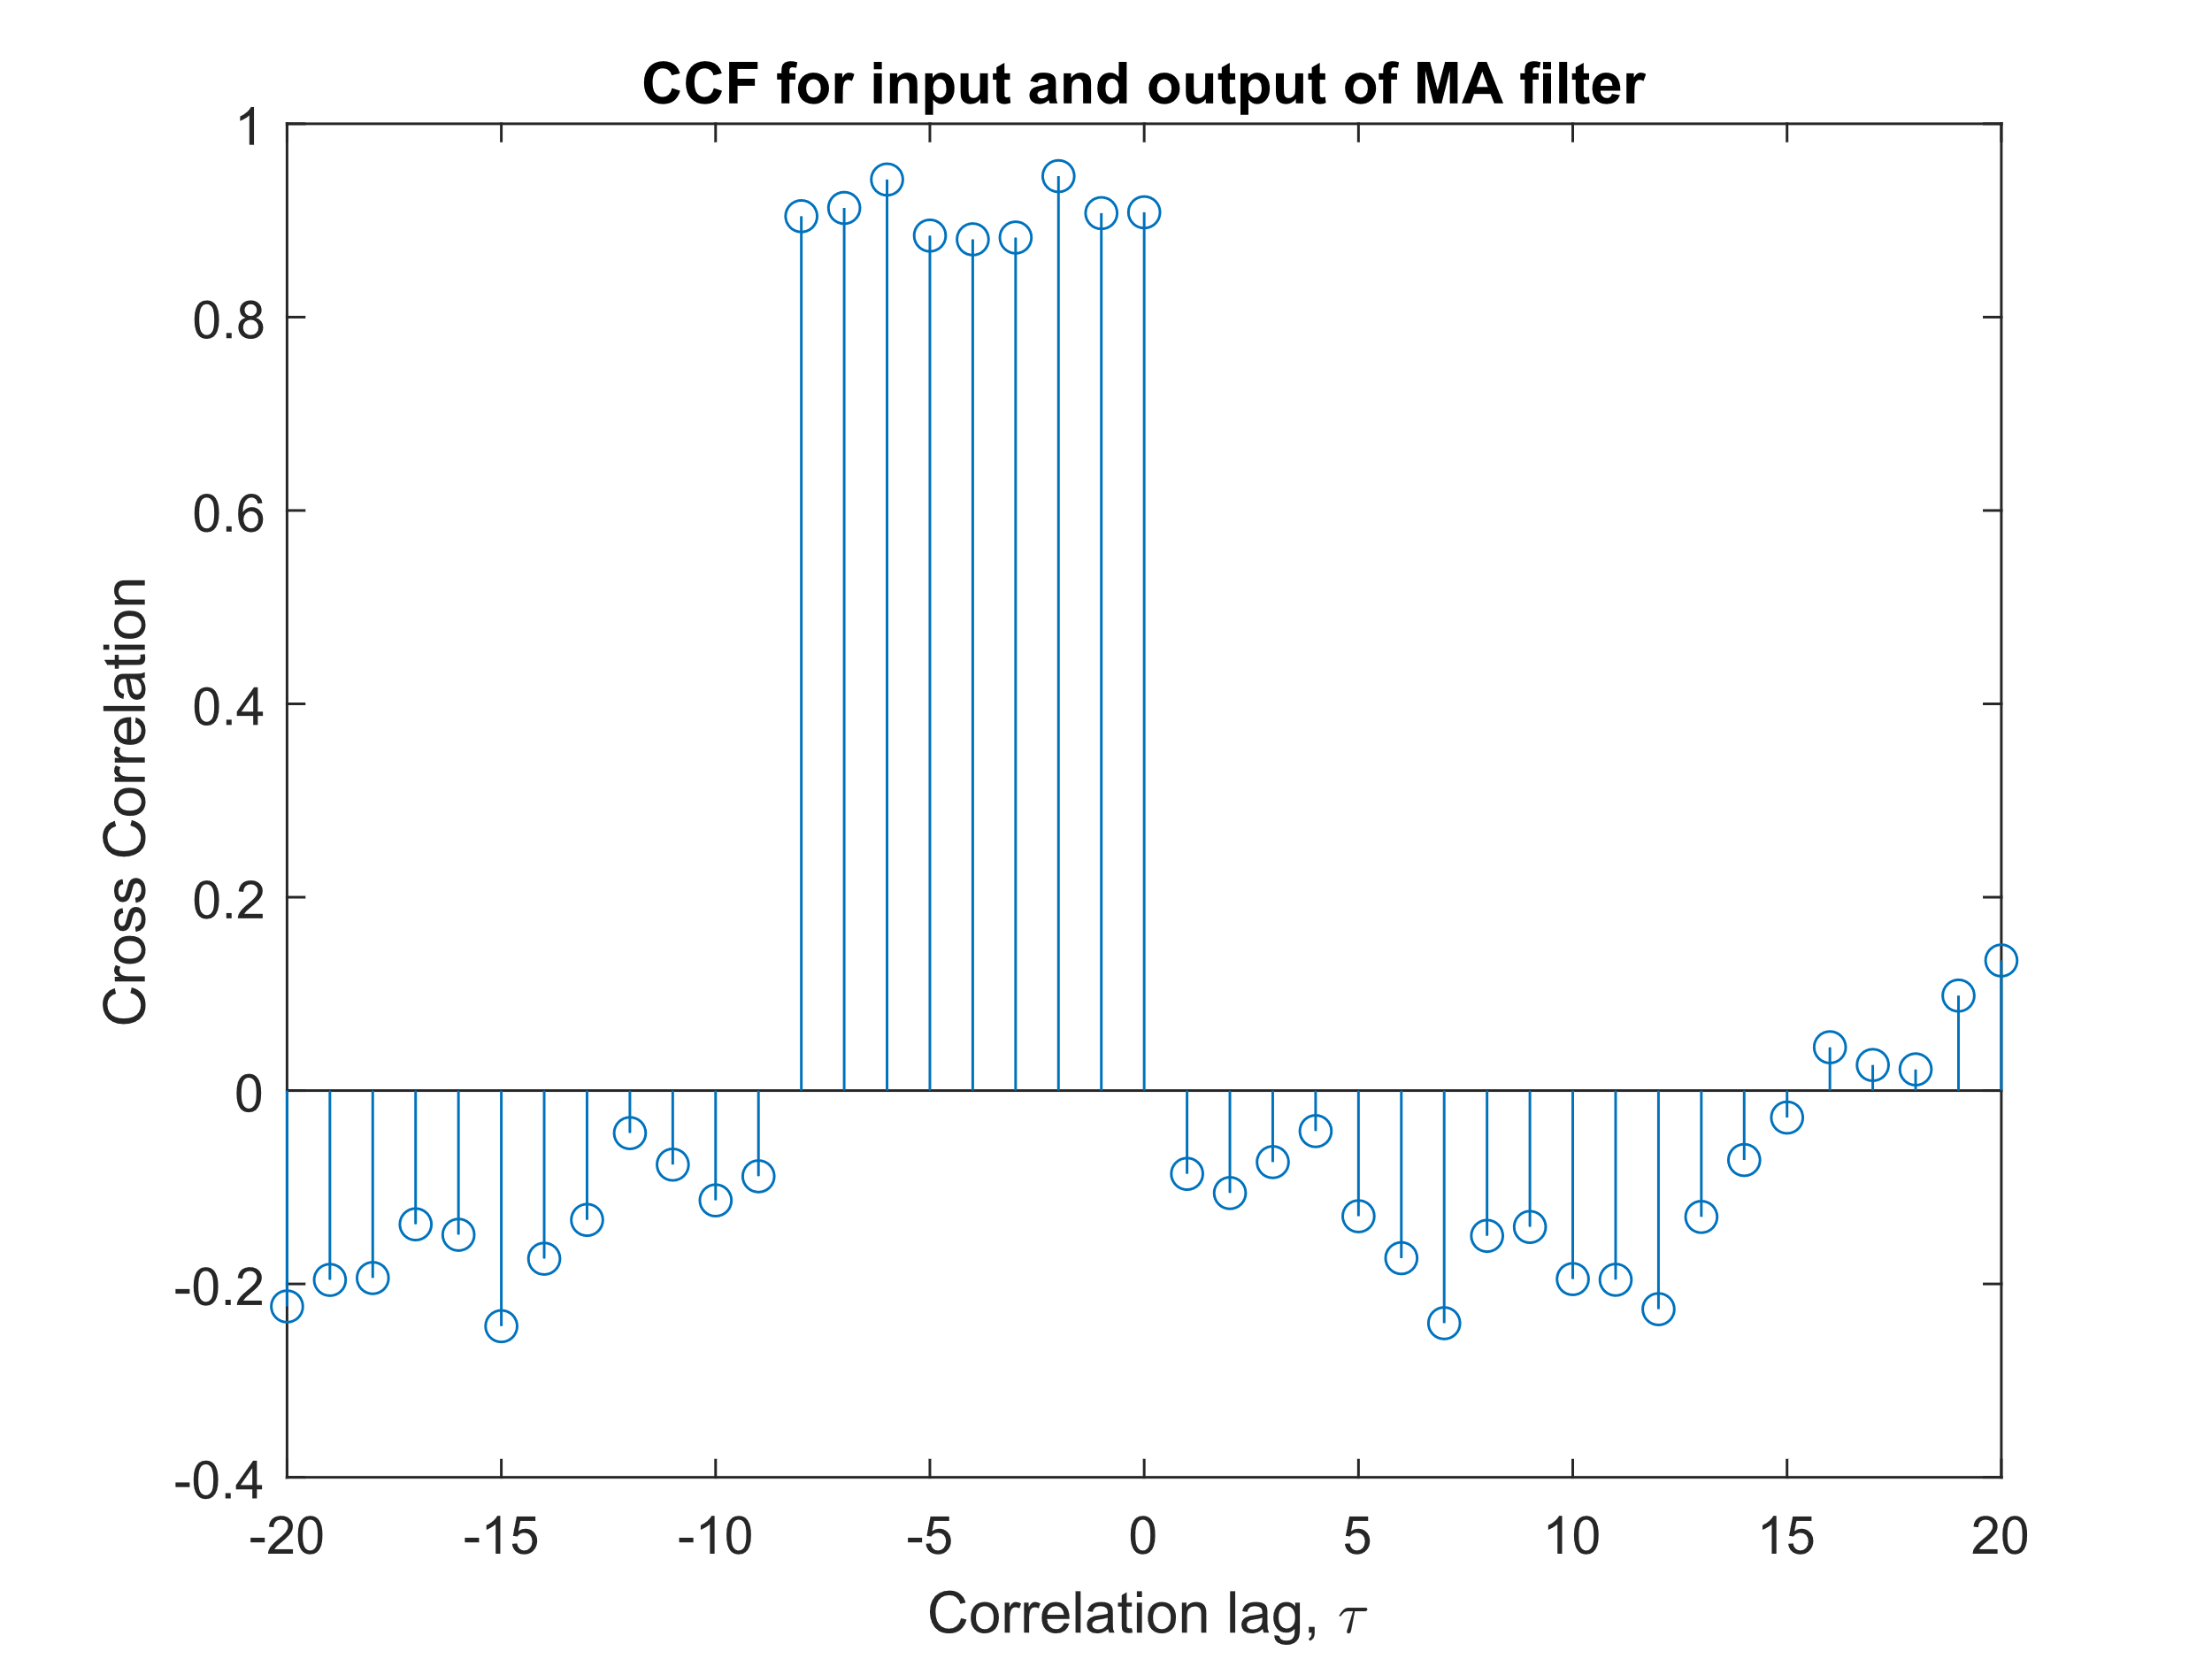 CCF for input and output of MA filter
1
0.8
0.6
0.4
0.2
0
-0.2
-0.4
Cross Correlation
-20 -15 -10 -5 0 5 10 15 20
Correlation lag, τ